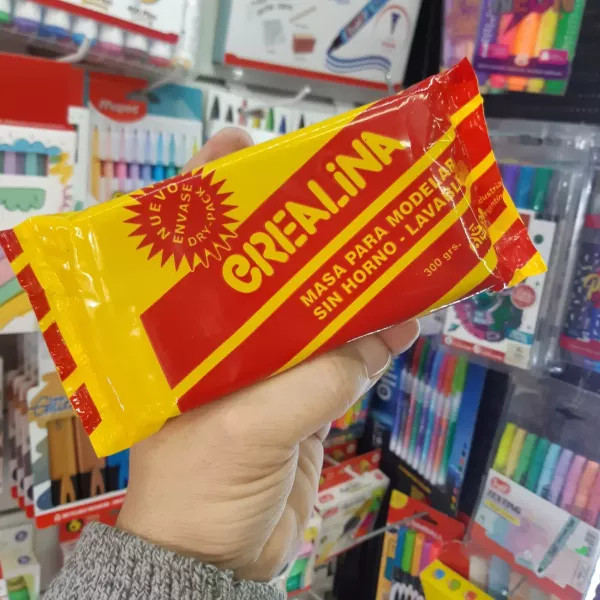 NUEVO
ENVASE
DRY-PACK
CREALiNA
MASA PARA MODELAR
SIN HORNO - LAVABLE
300 grs.
Maped